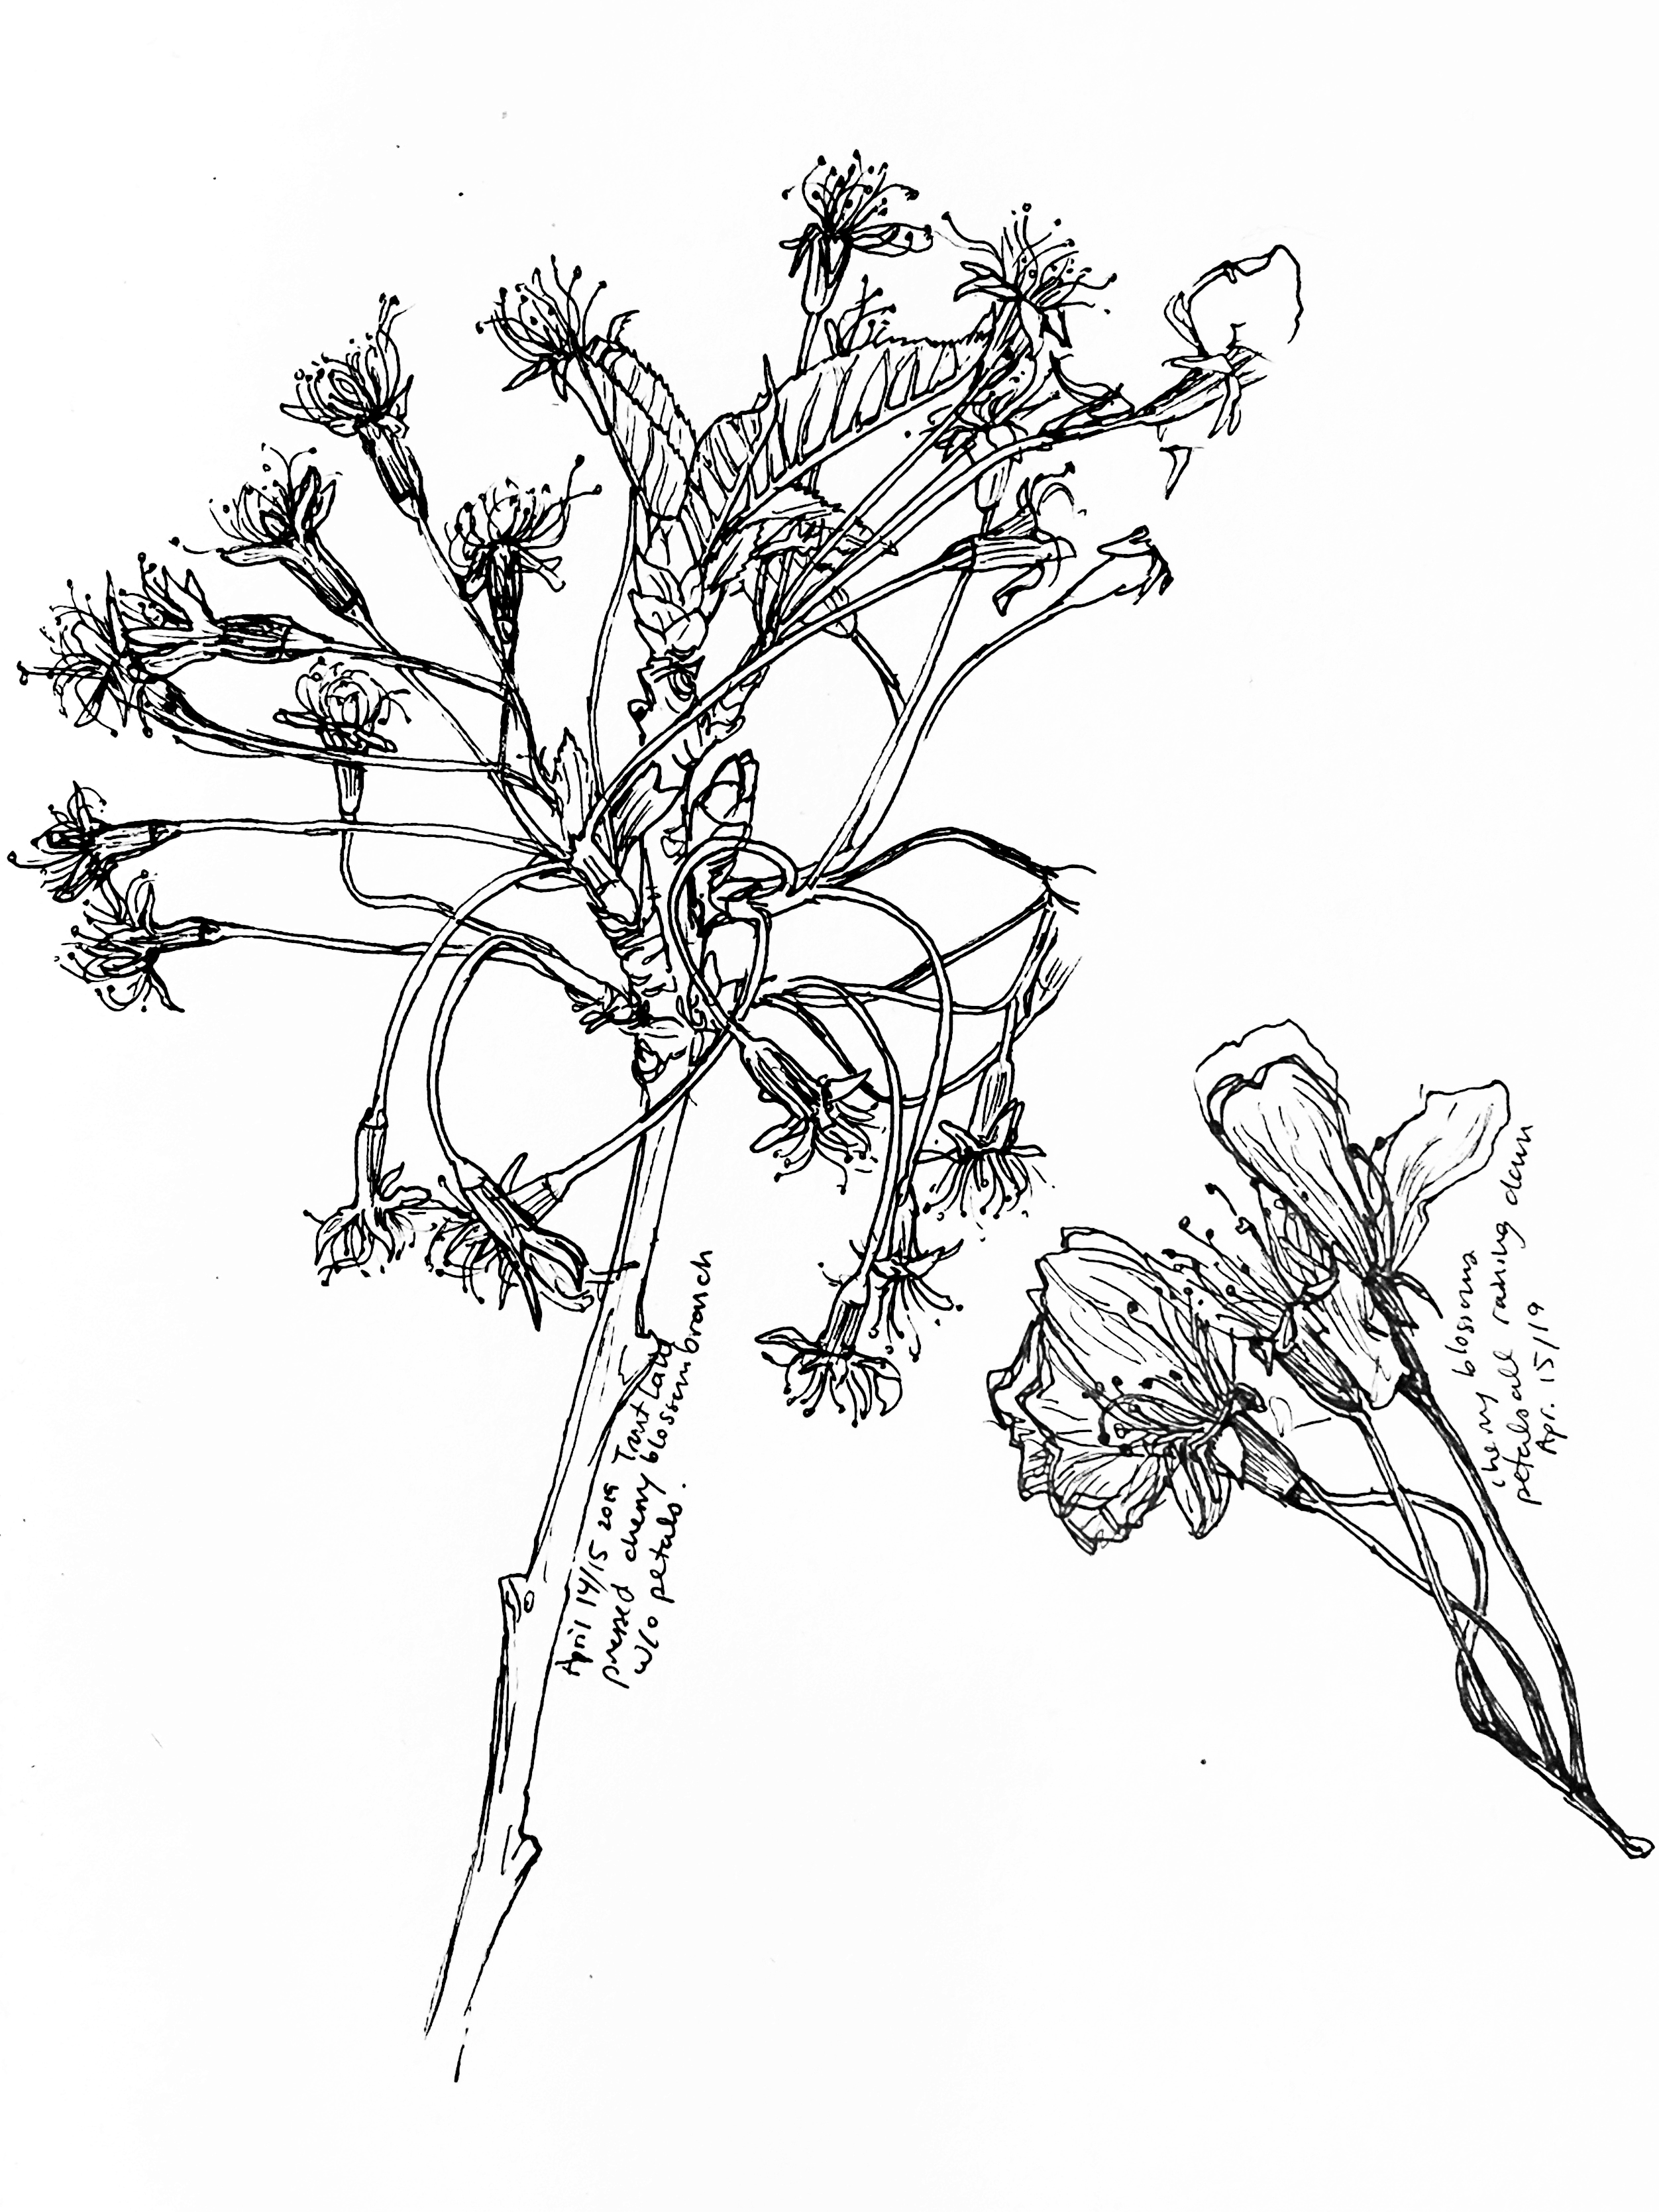 April 14/15 2019 Trout Lake
pressed cherry blossom branch
w/o petals.
cherry blossoms
petals all raining down
Apr. 15/19